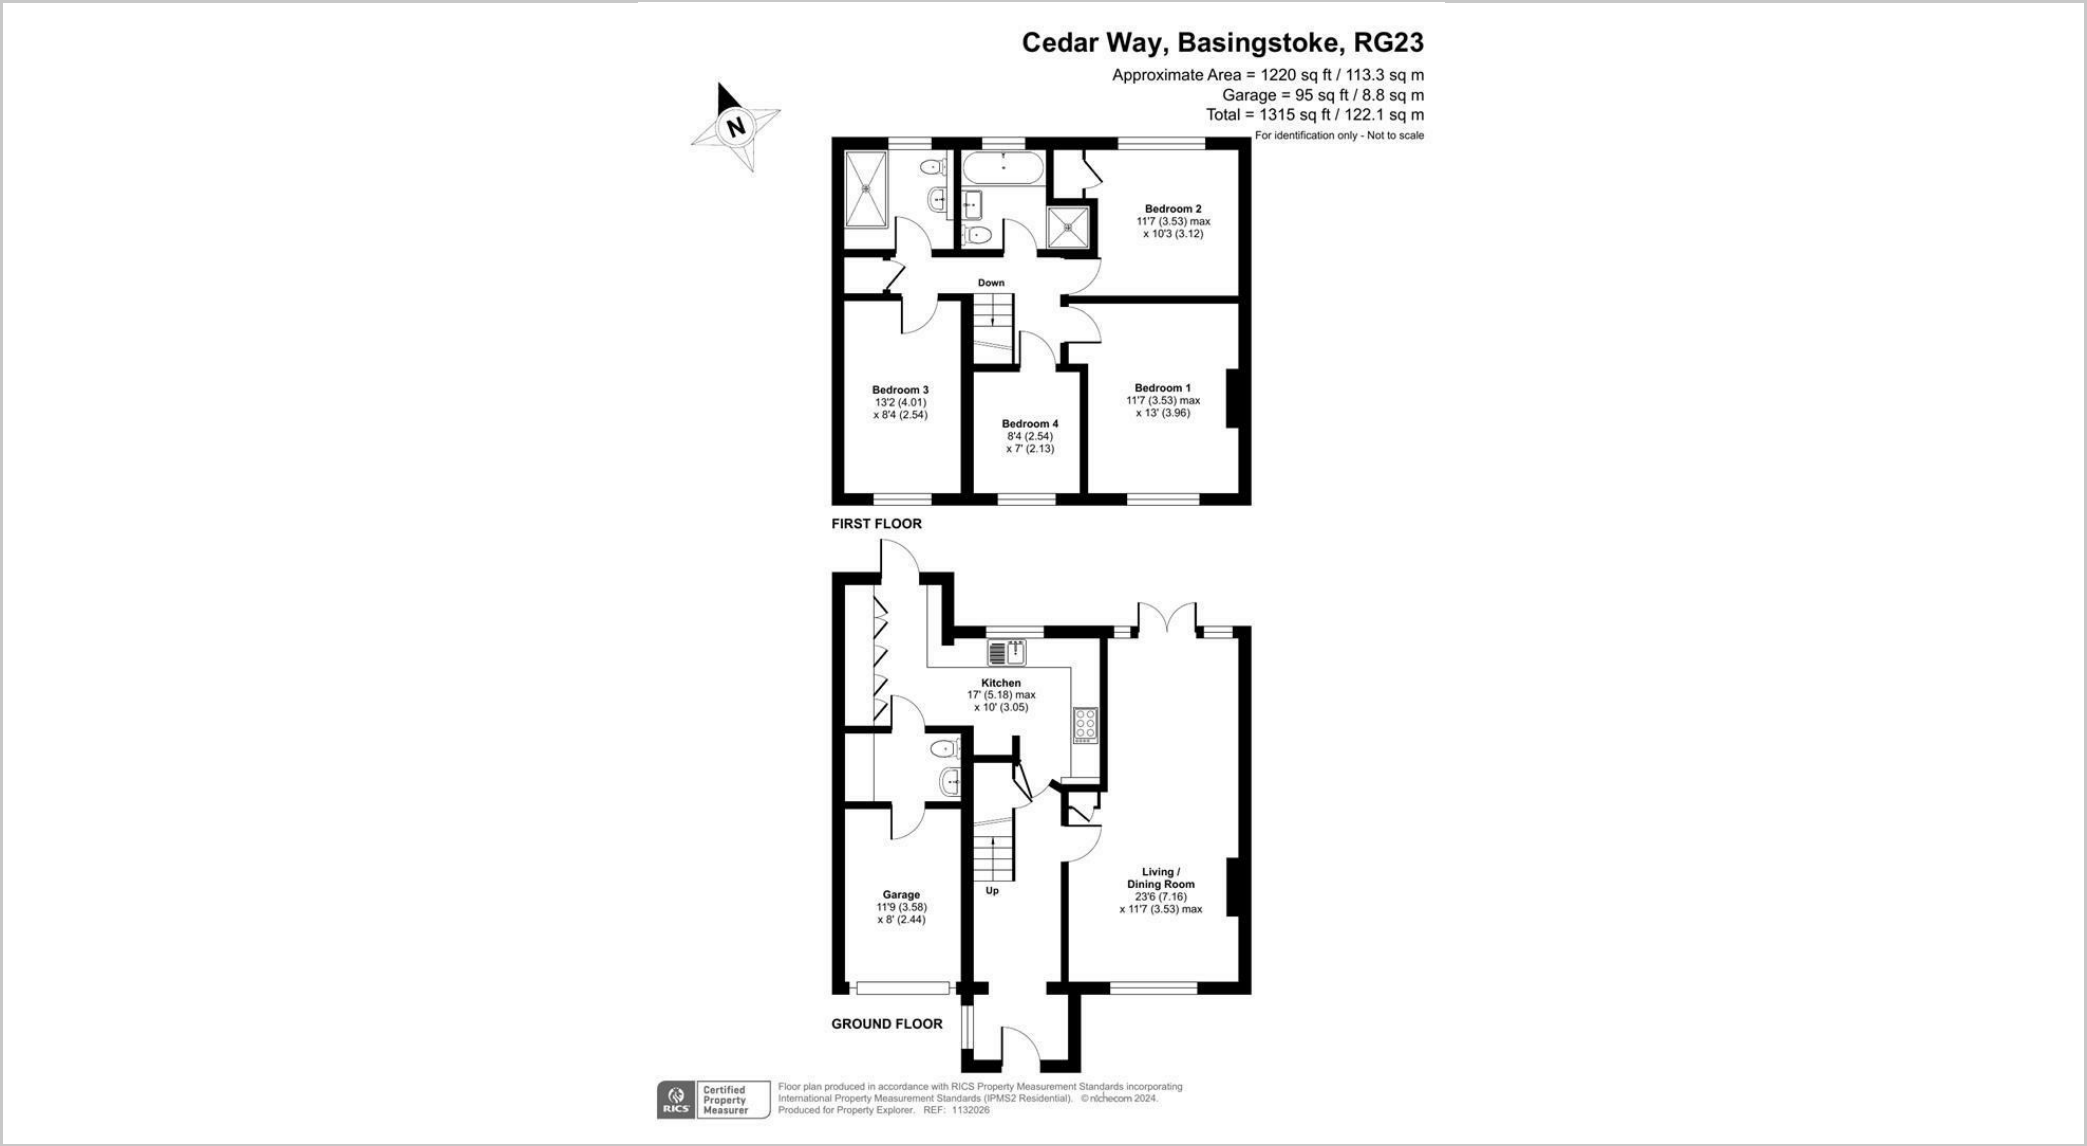 Cedar Way, Basingstoke, RG23
Approximate Area = 1220 sq ft / 113.3 sq m
Garage = 95 sq ft / 8.8 sq m
Total = 1315 sq ft / 122.1 sq m
For identification only - Not to scale
N
Bedroom 2
11'7 (3.53) max
x 10'3 (3.12)
Down
Bedroom 3
13'2 (4.01)
x 8'4 (2.54)
Bedroom 4
8'4 (2.54)
x 7' (2.13)
Bedroom 1
11'7 (3.53) max
x 13' (3.96)
FIRST FLOOR
Kitchen
17' (5.18) max
x 10' (3.05)
Living /
Dining Room
23'6 (7.16)
x 11'7 (3.53) max
Up
Garage
11'9 (3.58)
x 8' (2.44)
GROUND FLOOR
RICS
Certified
Property
Measurer
Floor plan produced in accordance with RICS Property Measurement Standards incorporating
International Property Measurement Standards (IPMS2 Residential). © nichecom 2024.
Produced for Property Explorer. REF: 1132026